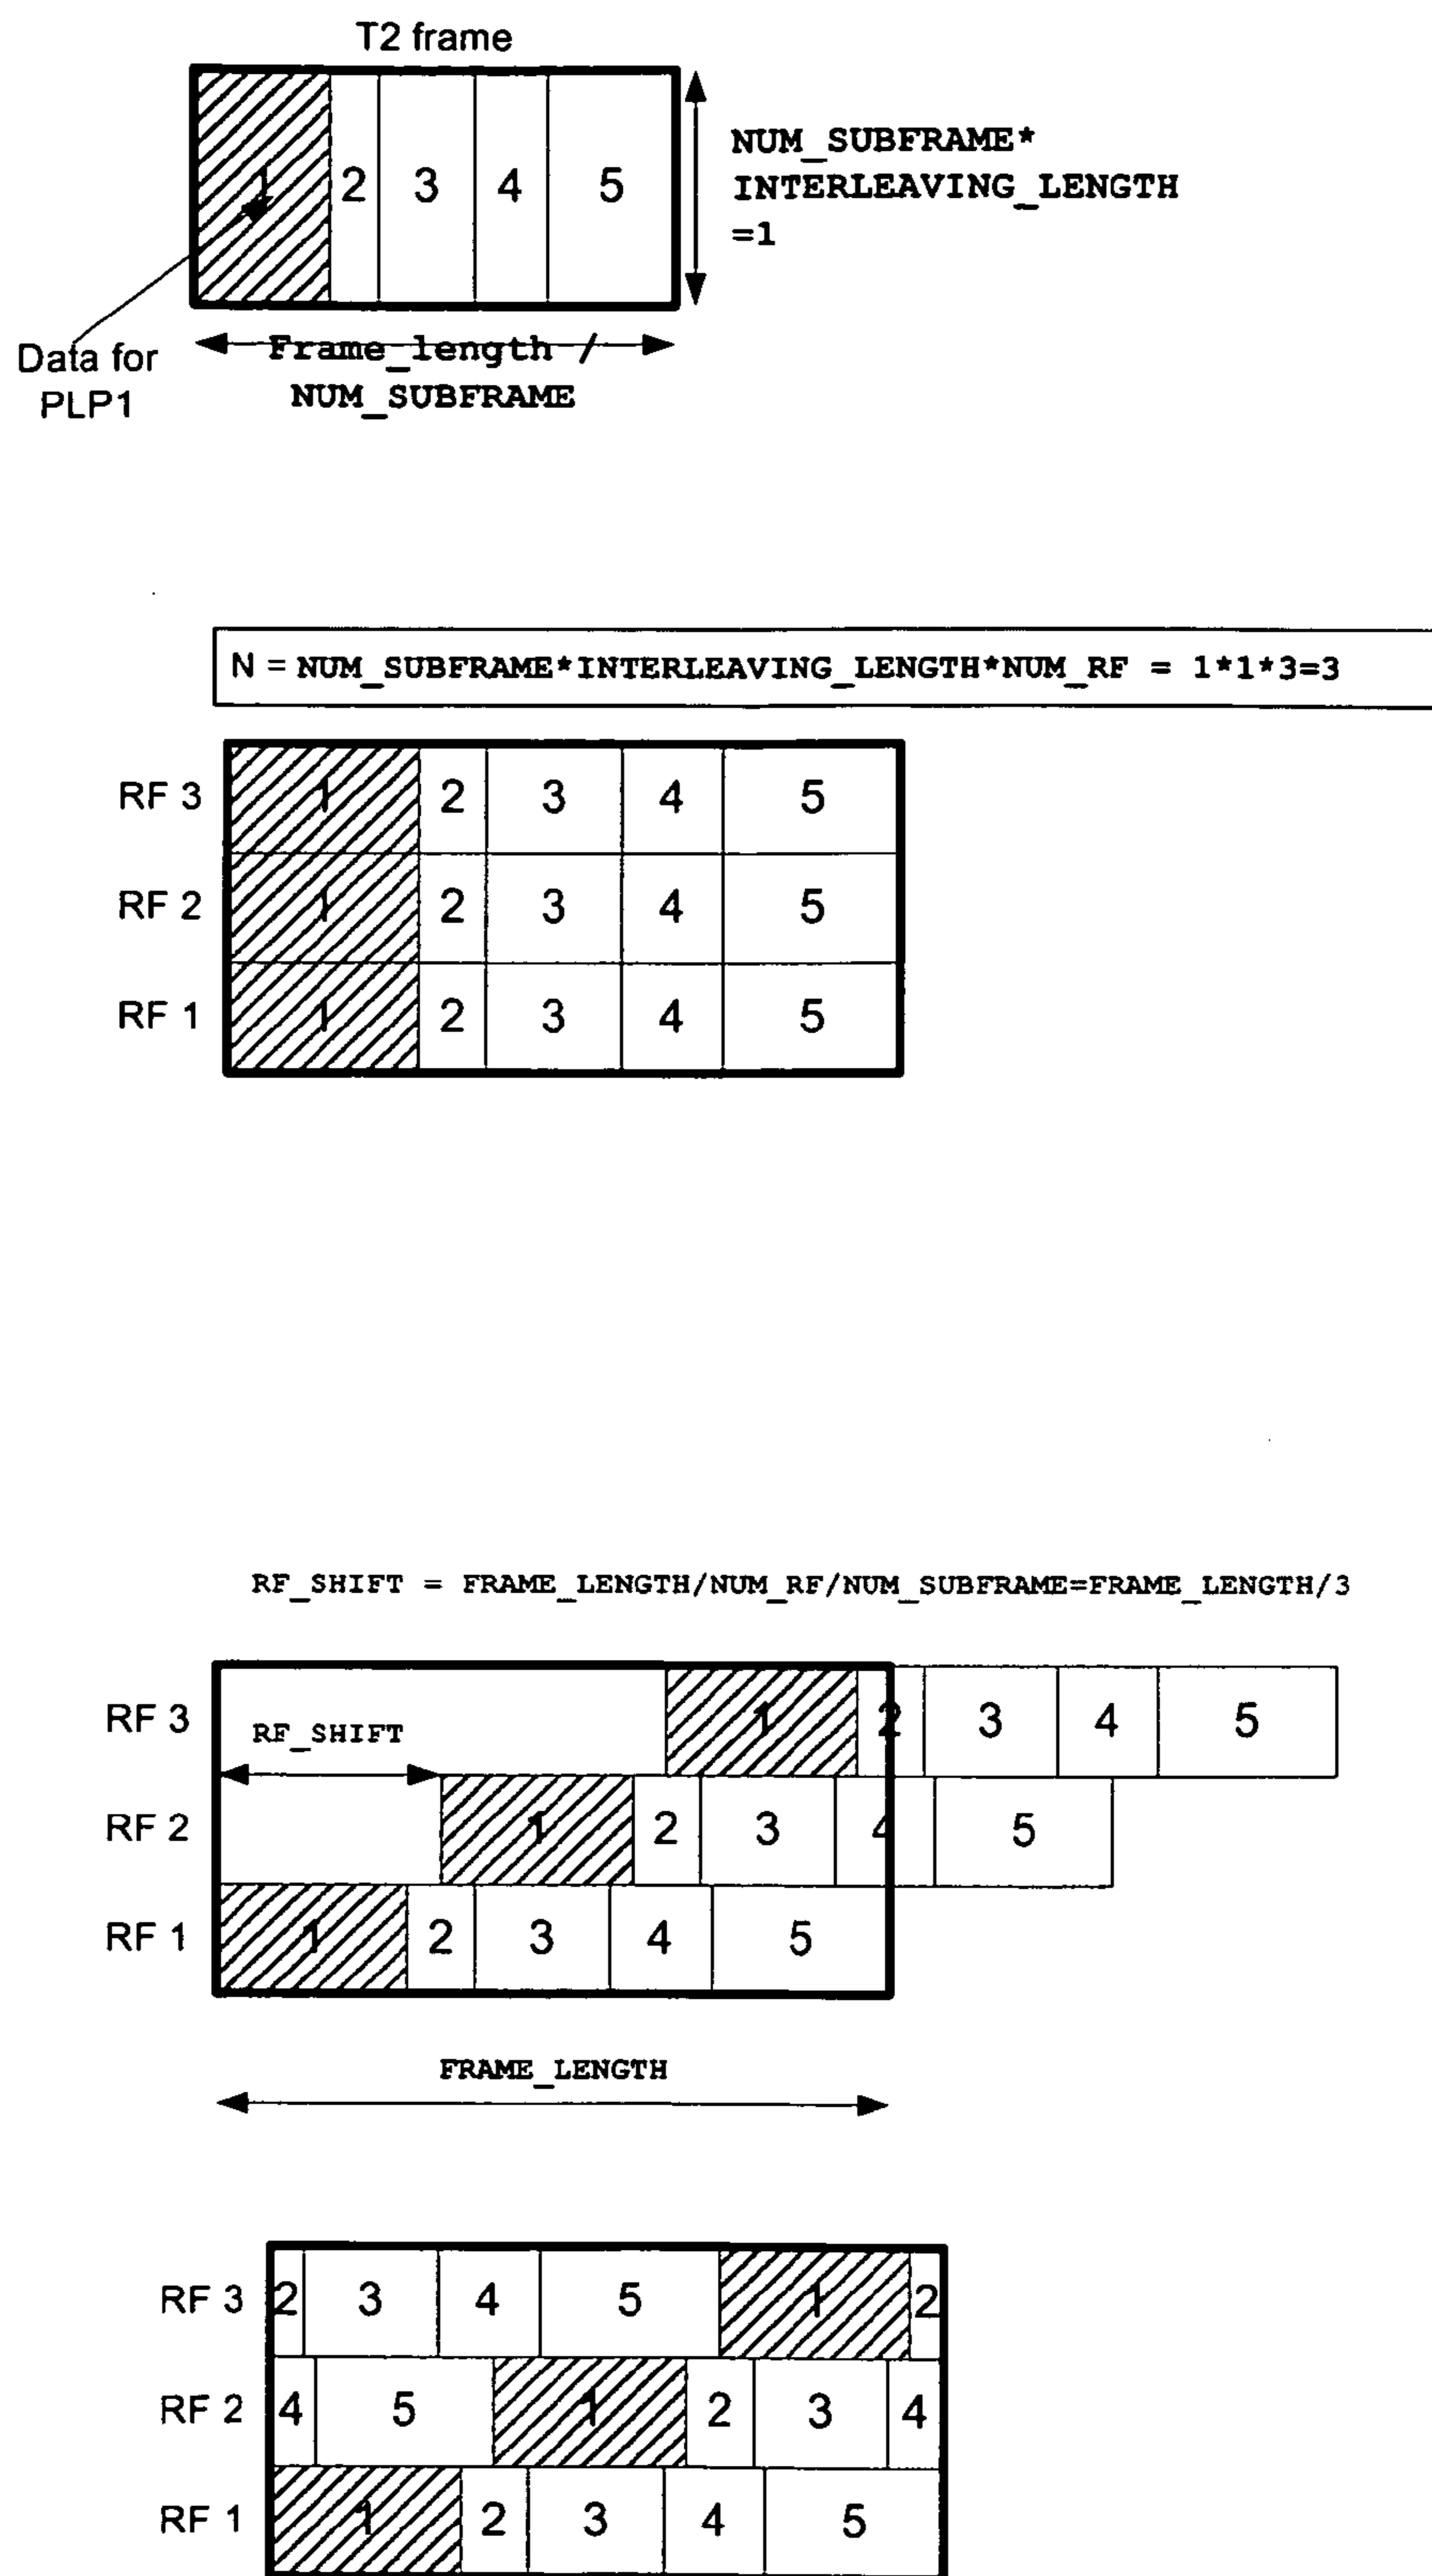 T2 frame
1 2 3 4 5
NUM_SUBFRAME*
INTERLEAVING_LENGTH
=1
Data for
PLP1
Frame_length /
NUM_SUBFRAME
N = NUM_SUBFRAME*INTERLEAVING_LENGTH*NUM_RF = 1*1*3=3
RF 3 1 2 3 4 5
RF 2 1 2 3 4 5
RF 1 1 2 3 4 5
RF_SHIFT = FRAME_LENGTH/NUM_RF/NUM_SUBFRAME=FRAME_LENGTH/3
RF 3 1 2 3 4 5
RF_SHIFT
RF 2 1 2 3 4 5
RF 1 1 2 3 4 5
FRAME_LENGTH
RF 3 2 3 4 5 1 2
RF 2 4 5 1 2 3 4
RF 1 1 2 3 4 5